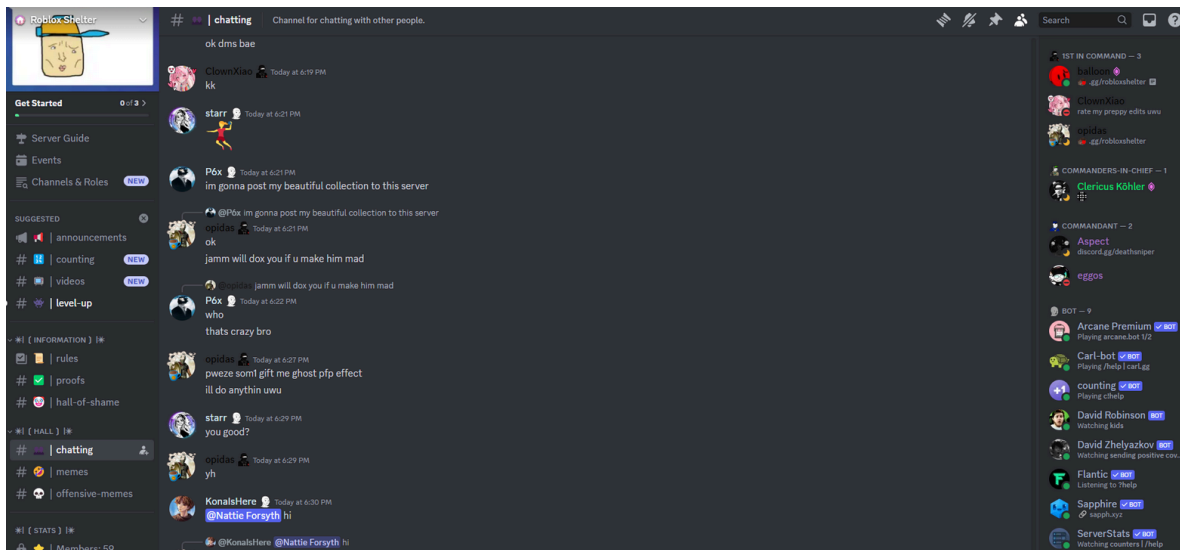 Roblox Shelter
Get Started
0 of 3
Server Guide
Events
Channels & Roles
NEW
SUGGESTED
| announcements
| counting
NEW
| videos
NEW
| level-up
[ INFORMATION ]
| rules
| proofs
| hall-of-shame
[ HALL ]
| chatting
| memes
| offensive-memes
[ STATS ]
Members: 59
| chatting
Channel for chatting with other people.
Search
ok dms bae
ClownXiao Today at 6:19 PM
kk
starr Today at 6:21 PM
P6x Today at 6:21 PM
im gonna post my beautiful collection to this server
@P6x im gonna post my beautiful collection to this server
opidas Today at 6:21 PM
ok
jamm will dox you if u make him mad
@opidas jamm will dox you if u make him mad
P6x Today at 6:22 PM
who
thats crazy bro
opidas Today at 6:27 PM
pweze som1 gift me ghost pfp effect
ill do anythin uwu
starr Today at 6:29 PM
you good?
opidas Today at 6:29 PM
yh
KonaIsHere Today at 6:30 PM
@Nattie Forsyth hi
@KonaIsHere @Nattie Forsyth hi
1ST IN COMMAND — 3
balloon
.gg/robloxshelter
ClownXiao
rate my preppy edits uwu
opidas
.gg/robloxshelter
COMMANDERS-IN-CHIEF — 1
Clericus Köhler
COMMANDANT — 2
Aspect
discord.gg/deathsniper
eggos
BOT — 9
Arcane Premium BOT
Playing arcane.bot 1/2
Carl-bot BOT
Playing /help | carl.gg
+1
counting BOT
Playing c!help
David Robinson BOT
Watching kids
David Zhelyazkov BOT
Watching sending positive cov...
Flantic BOT
Listening to ?help
Sapphire BOT
sapph.xyz
ServerStats BOT
Watching counters | /help